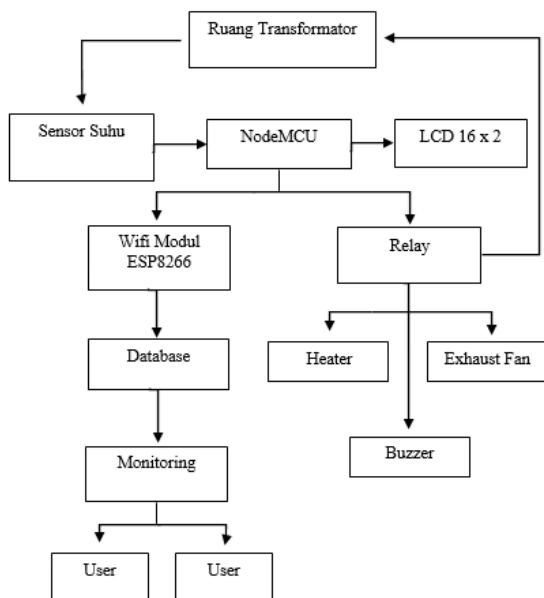 Ruang Transformator
Sensor Suhu
NodeMCU
LCD 16 x 2
Wifi Modul
ESP8266
Relay
Database
Heater
Exhaust Fan
Monitoring
Buzzer
User
User